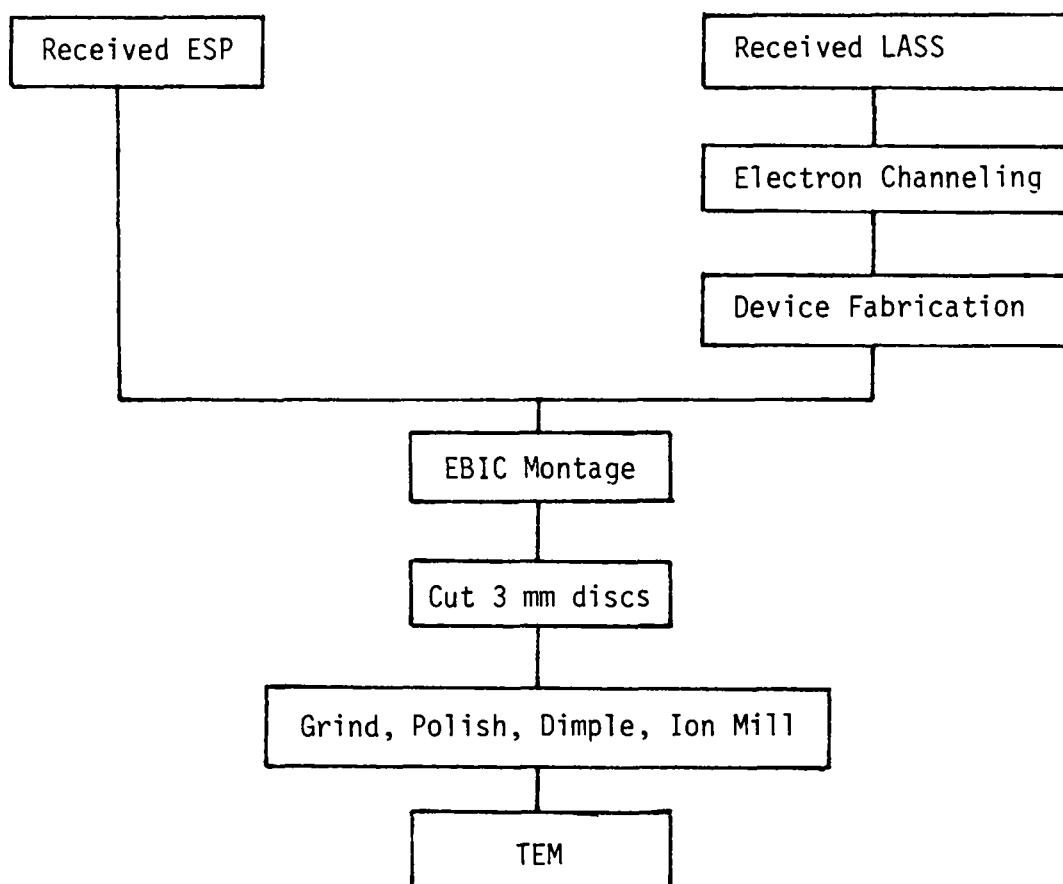 Received ESP
Received LASS
Electron Channeling
Device Fabrication
EBIC Montage
Cut 3 mm discs
Grind, Polish, Dimple, Ion Mill
TEM